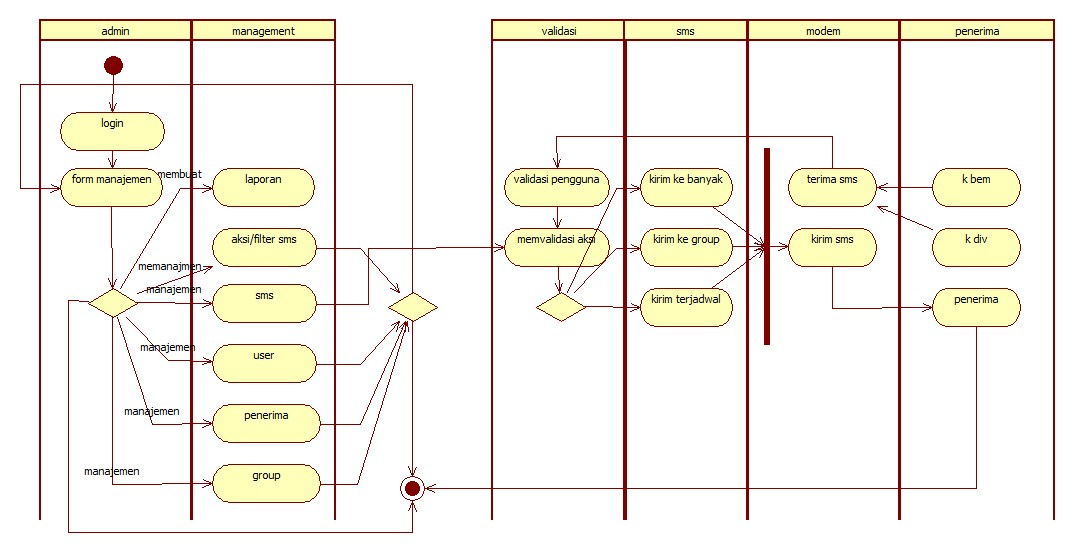 admin
management
validasi
sms
modem
penerima
login
form manajemen
membuat
laporan
validasi pengguna
kirim ke banyak
terima sms
k bem
aksi/filter sms
memvalidasi aksi
kirim ke group
kirim sms
k div
memanajmen
manajemen
sms
kirim terjadwal
penerima
manajemen
user
manajemen
penerima
manajemen
group